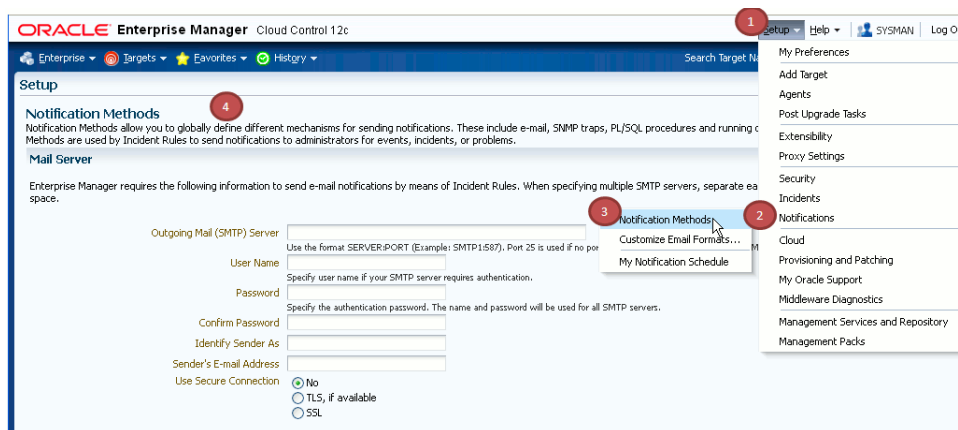 ORACLE Enterprise Manager Cloud Control 12c
1
Setup Help SYSMAN Log O
Enterprise Targets Favorites History Search Target Na
Setup
Notification Methods
4
Notification Methods allow you to globally define different mechanisms for sending notifications. These include e-mail, SNMP traps, PL/SQL procedures and running
Methods are used by Incident Rules to send notifications to administrators for events, incidents, or problems.
Mail Server
Enterprise Manager requires the following information to send e-mail notifications by means of Incident Rules. When specifying multiple SMTP servers, separate ea
space.
Outgoing Mail (SMTP) Server
Use the format SERVER:PORT (Example: SMTP1:587). Port 25 is used if no por
User Name
Specify user name if your SMTP server requires authentication.
Password
Specify the authentication password. The name and password will be used for all SMTP servers.
Confirm Password
Identify Sender As
Sender's E-mail Address
Use Secure Connection
No
TLS, if available
SSL
3
Notification Methods
Customize Email Formats...
My Notification Schedule
My Preferences
Add Target
Agents
Post Upgrade Tasks
Extensibility
Proxy Settings
Security
Incidents
2
Notifications
Cloud
Provisioning and Patching
My Oracle Support
Middleware Diagnostics
Management Services and Repository
Management Packs